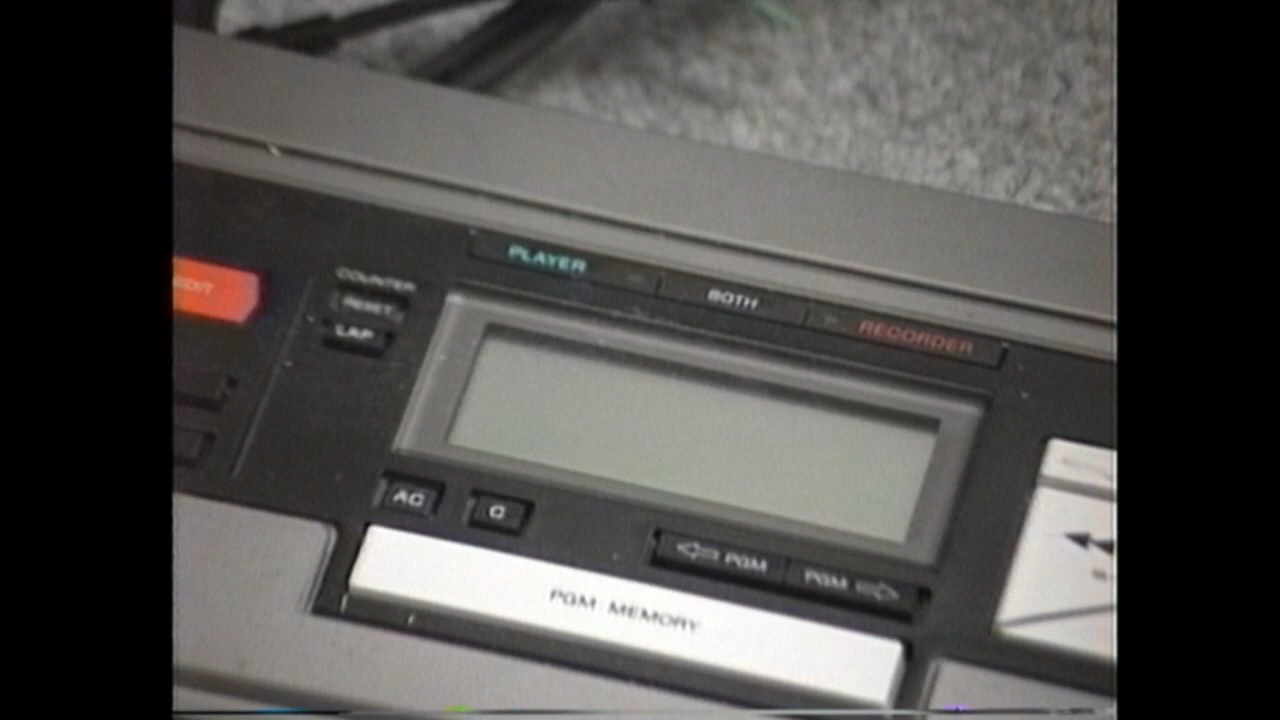 PLAYER
BOTH
RECORDER
COUNTER
RESET
LAP
AC
C
PGM
PGM
PGM MEMORY